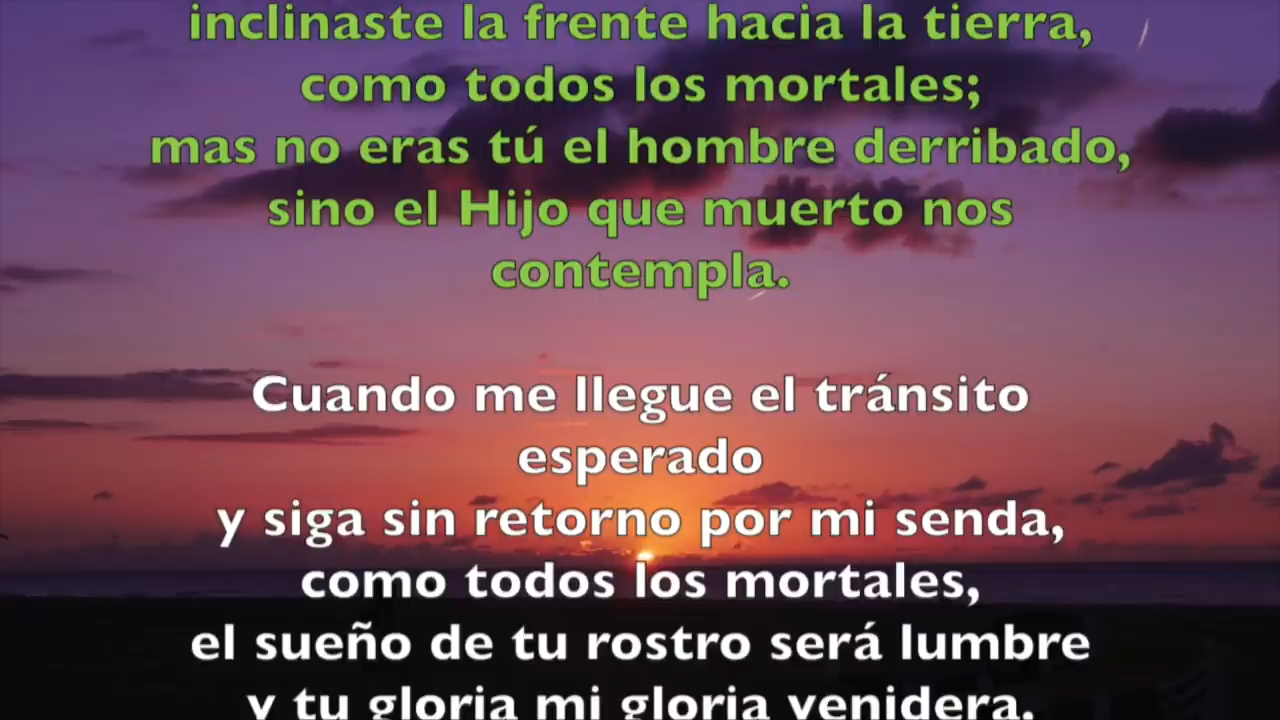 inclinaste la frente hacia la tierra,
como todos los mortales;
mas no eras tú el hombre derribado,
sino el Hijo que muerto nos
contempla.
Cuando me llegue el tránsito
esperado
y siga sin retorno por mi senda,
como todos los mortales,
el sueño de tu rostro será lumbre
y tu gloria mi gloria venidera.